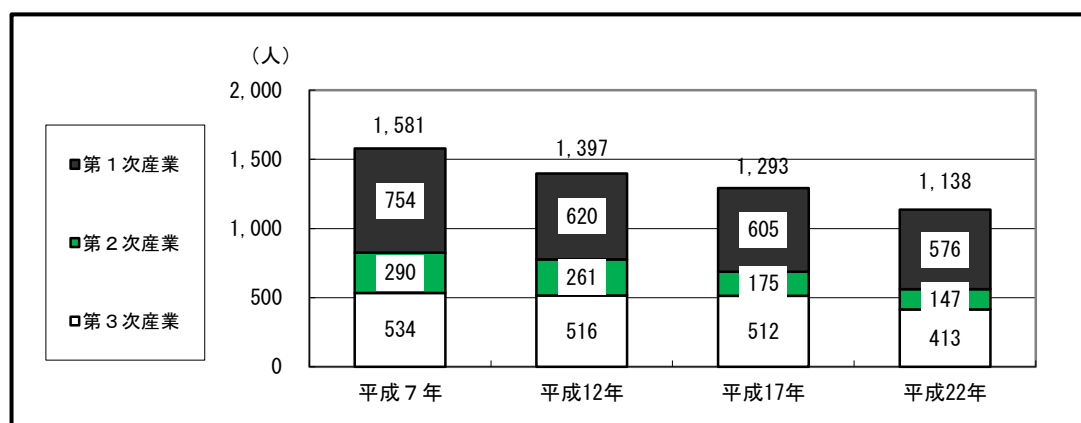 （人）
2,000
1,500
1,000
500
0
第１次産業
第２次産業
第３次産業
1,581
1,397
1,293
1,138
754
620
605
576
290
261
175
147
534
516
512
413
平成７年
平成12年
平成17年
平成22年